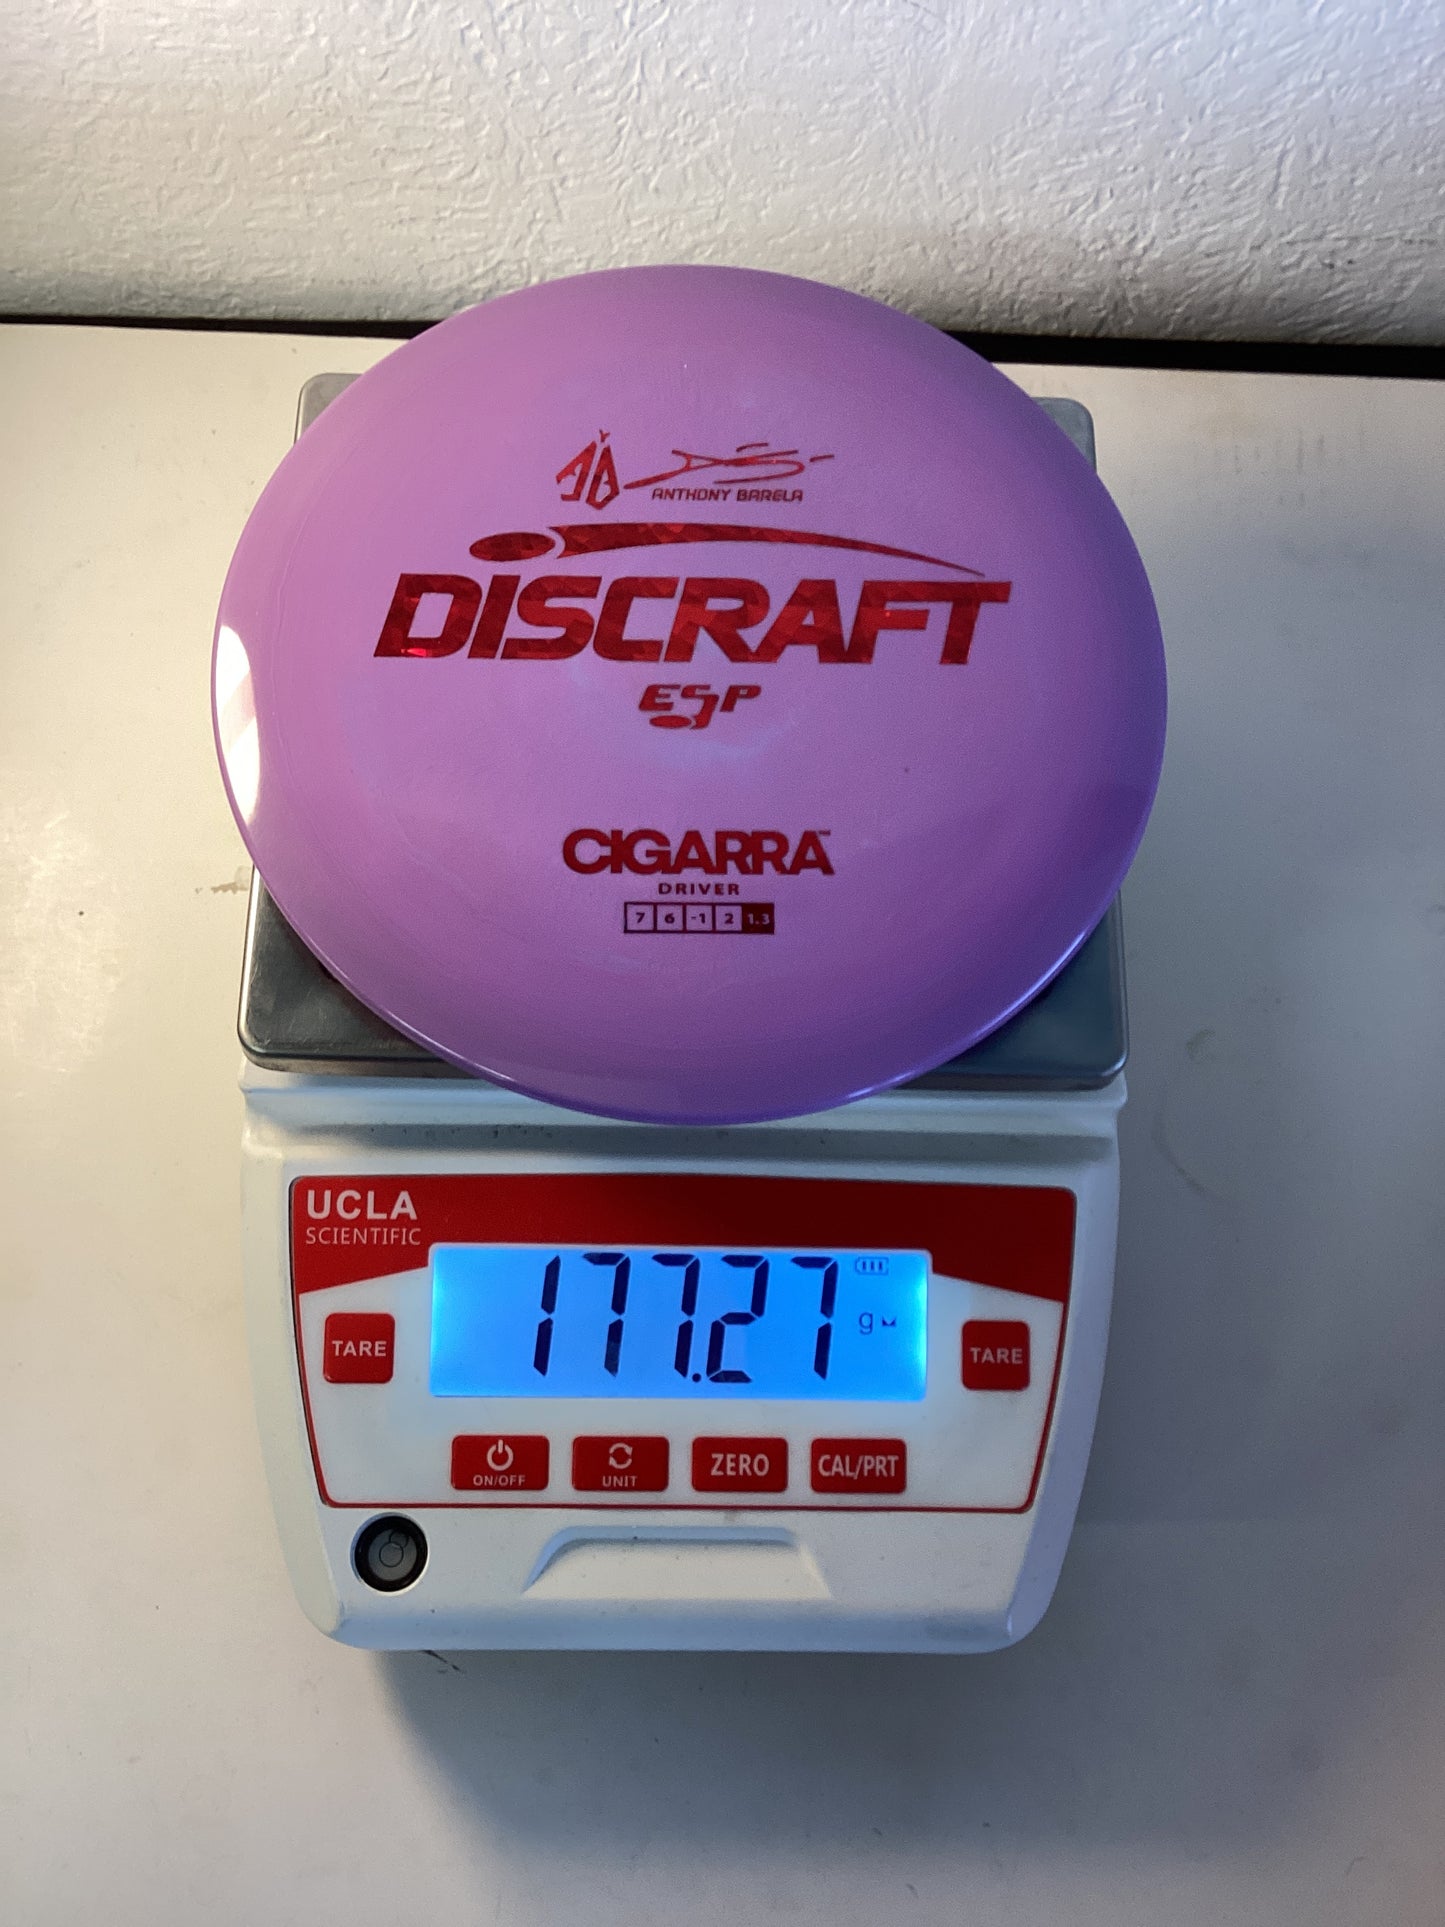 ANTHONY BARELA
DISCRAFT
ESP
CIGARRA™
DRIVER
7 6 -1 2 1.3
UCLA
SCIENTIFIC
177.27 g
TARE
TARE
ON/OFF
UNIT
ZERO
CAL/PRT